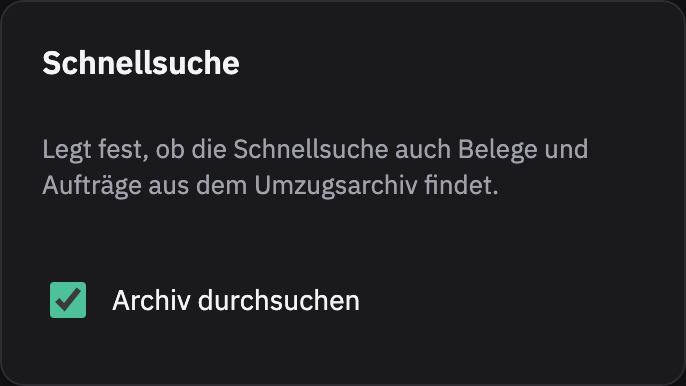 Schnellsuche
Legt fest, ob die Schnellsuche auch Belege und
Aufträge aus dem Umzugsarchiv findet.
Archiv durchsuchen